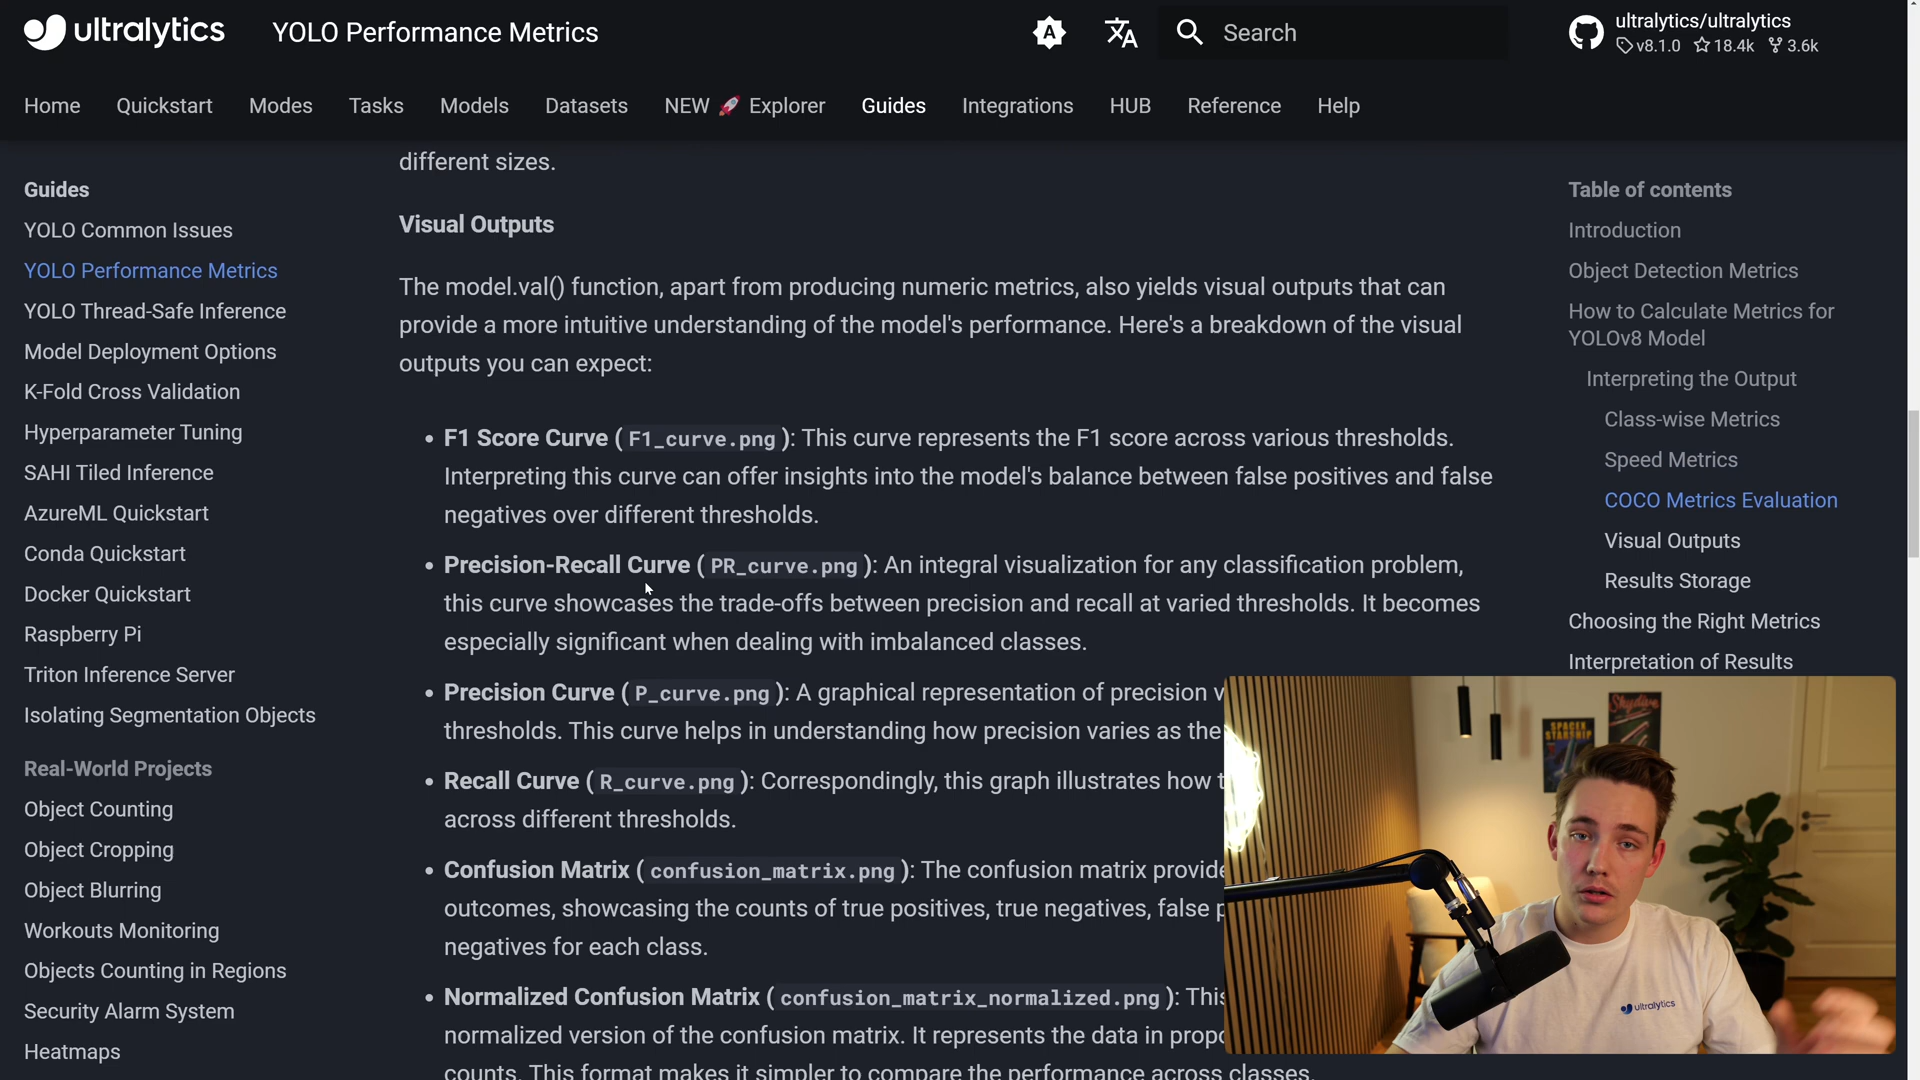 ultralytics
YOLO Performance Metrics
A
Search
ultralytics/ultralytics
v8.1.0 18.4k 3.6k
Home Quickstart Modes Tasks Models Datasets NEW 🚀 Explorer Guides Integrations HUB Reference Help
Guides
YOLO Common Issues
YOLO Performance Metrics
YOLO Thread-Safe Inference
Model Deployment Options
K-Fold Cross Validation
Hyperparameter Tuning
SAHI Tiled Inference
AzureML Quickstart
Conda Quickstart
Docker Quickstart
Raspberry Pi
Triton Inference Server
Isolating Segmentation Objects
Real-World Projects
Object Counting
Object Cropping
Object Blurring
Workouts Monitoring
Objects Counting in Regions
Security Alarm System
Heatmaps
different sizes.
Visual Outputs
The model.val() function, apart from producing numeric metrics, also yields visual outputs that can
provide a more intuitive understanding of the model's performance. Here's a breakdown of the visual
outputs you can expect:
• F1 Score Curve ( F1_curve.png ): This curve represents the F1 score across various thresholds.
Interpreting this curve can offer insights into the model's balance between false positives and false
negatives over different thresholds.
• Precision-Recall Curve ( PR_curve.png ): An integral visualization for any classification problem,
this curve showcases the trade-offs between precision and recall at varied thresholds. It becomes
especially significant when dealing with imbalanced classes.
• Precision Curve ( P_curve.png ): A graphical representation of precision v
thresholds. This curve helps in understanding how precision varies as the
• Recall Curve ( R_curve.png ): Correspondingly, this graph illustrates how t
across different thresholds.
• Confusion Matrix ( confusion_matrix.png ): The confusion matrix provide
outcomes, showcasing the counts of true positives, true negatives, false p
negatives for each class.
• Normalized Confusion Matrix ( confusion_matrix_normalized.png ): This
normalized version of the confusion matrix. It represents the data in propo
counts. This format makes it simpler to compare the performance across classes.
Table of contents
Introduction
Object Detection Metrics
How to Calculate Metrics for
YOLOv8 Model
Interpreting the Output
Class-wise Metrics
Speed Metrics
COCO Metrics Evaluation
Visual Outputs
Results Storage
Choosing the Right Metrics
Interpretation of Results
SPACEX
STARSHIP
Skydive
ultralytics